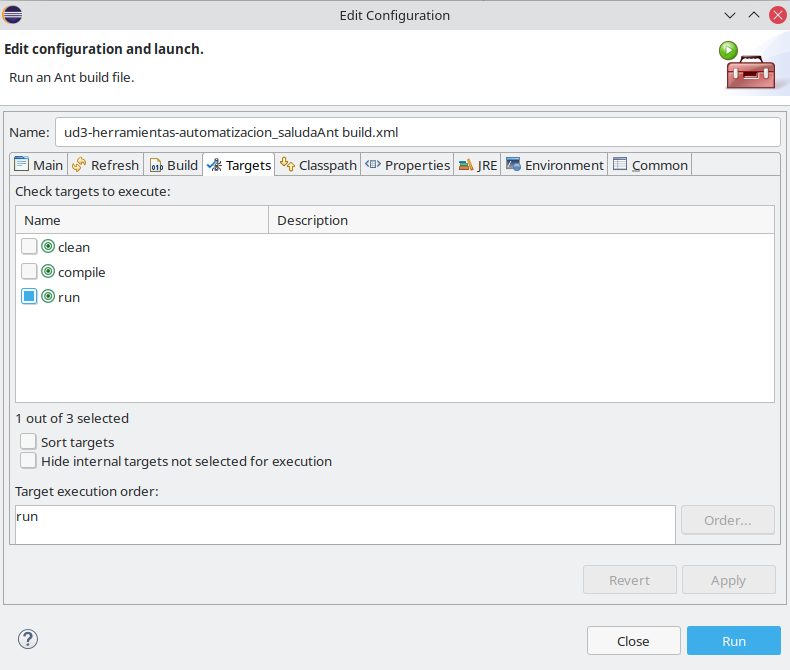 Edit Configuration
Edit configuration and launch.
Run an Ant build file.
Name: ud3-herramientas-automatizacion_saludaAnt build.xml
Main Refresh Build Targets Classpath Properties JRE Environment Common
Check targets to execute:
Name Description
clean
compile
run
1 out of 3 selected
Sort targets
Hide internal targets not selected for execution
Target execution order:
run
Order...
Revert Apply
? Close Run